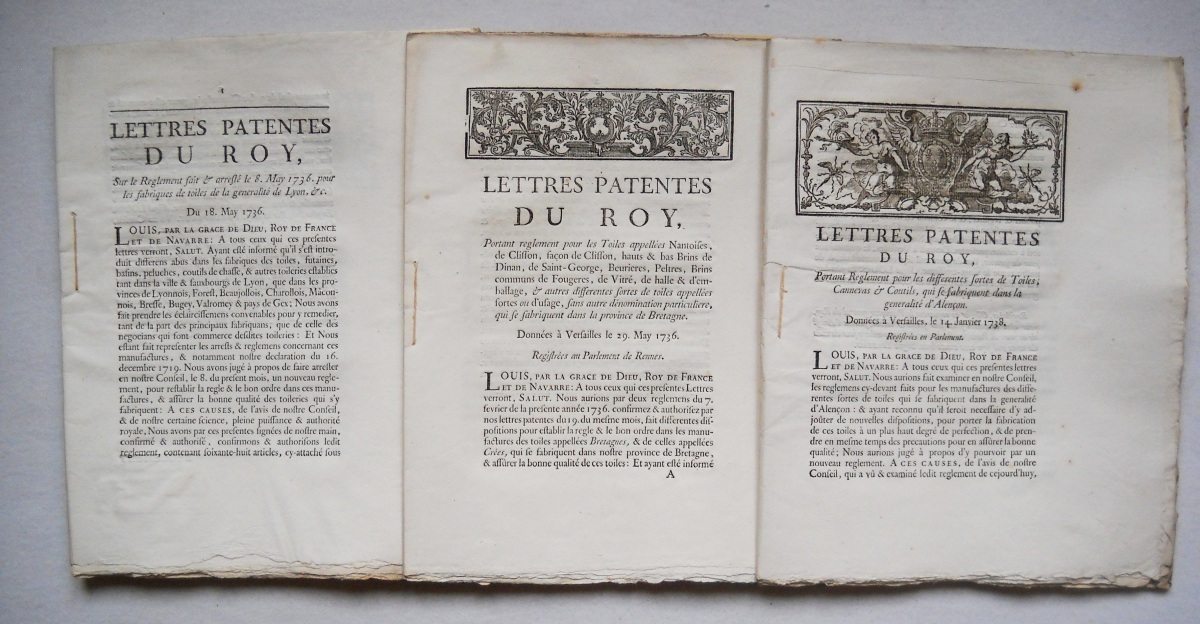 LETTRES PATENTES
DU ROY,
Sur le Reglement fait & arresté le 8. May 1736. pour
les fabriques de toiles de la generalité de Lyon, &c.
Du 18. May 1736.
LOUIS, PAR LA GRACE DE DIEU, ROY DE FRANCE
ET DE NAVARRE: A tous ceux qui ces presentes
lettres verront, SALUT. Ayant esté informé qu'il s'est intro-
duit differens abus dans les fabriques des toiles, futaines,
basins, peluches, coutils de chasse, & autres toileries establies
tant dans la ville & fauxbourgs de Lyon, que dans les pro-
vinces de Lyonnois, Forest, Beaujollois, Charollois, Mâcon-
nois, Bresse, Bugey, Valromey & pays de Gex; Nous avons
fait prendre les éclaircissemens convenables pour y remedier,
tant de la part des principaux fabriquans, que de celle des
negocians qui font commerce desdites toileries: Et Nous
estant fait representer les arrests & reglemens concernant ces
manufactures, & notamment nostre declaration du 16.
decembre 1719. Nous avons jugé à propos de faire arrester
en nostre Conseil, le 8. du present mois, un nouveau regle-
ment, pour restablir la regle & le bon ordre dans ces manu-
factures, & assûrer la bonne qualité des toileries qui s'y
fabriquent: A CES CAUSES, de l'avis de nostre Conseil,
& de nostre certaine science, pleine puissance & authorité
royale, Nous avons par ces presentes signées de nostre main,
confirmé & authorisé, confirmons & authorisons ledit
reglement, contenant soixante-huit articles, cy-attaché sous
LETTRES PATENTES
DU ROY,
Portant reglement pour les Toiles appellées Nantoises,
de Clisson, façon de Clisson, hauts & bas Brins de
Dinan, de Saint-George, Beurieres, Peltres, Brins
communs de Fougeres, de Vitré, de halle & d'em-
ballage, & autres differentes sortes de toiles appellées
fortes ou d'usage, sans autre dénomination particuliere,
qui se fabriquent dans la province de Bretagne.
Données à Versailles le 29. May 1736.
Registrées au Parlement de Rennes.
LOUIS, PAR LA GRACE DE DIEU, ROY DE FRANCE
ET DE NAVARRE: A tous ceux qui ces presentes Lettres
verront, SALUT. Nous aurions par deux reglemens du 7.
fevrier de la presente année 1736. confirmez & authorisez par
nos lettres patentes du 19. du mesme mois, fait differentes dis-
positions pour establir la regle & le bon ordre dans les manu-
factures des toiles appellées Bretagnes, & de celles appellées
Crées, qui se fabriquent dans nostre province de Bretagne,
& assûrer la bonne qualité de ces toiles: Et ayant esté informé
A
LETTRES PATENTES
DU ROY,
Portant Reglement pour les differentes sortes de Toiles,
Cannevas & Coutils, qui se fabriquent dans la
generalité d'Alençon.
Données à Versailles, le 14. Janvier 1738.
Registrées en Parlement.
LOUIS, PAR LA GRACE DE DIEU, ROY DE FRANCE
ET DE NAVARRE: A tous ceux qui ces presentes lettres
verront, SALUT. Nous aurions fait examiner en nostre Conseil,
les reglemens cy-devant faits pour les manufactures des diffe-
rentes sortes de toiles qui se fabriquent dans la generalité
d'Alençon: & ayant reconnu qu'il seroit necessaire d'y ad-
joûter de nouvelles dispositions, pour porter la fabrication
de ces toiles à un plus haut degré de perfection, & de pren-
dre en mesme temps des precautions pour en assûrer la bonne
qualité; Nous aurions jugé à propos d'y pourvoir par un
nouveau reglement. A CES CAUSES, de l'avis de nostre
Conseil, qui a vû & examiné ledit reglement de cejourd'huy,